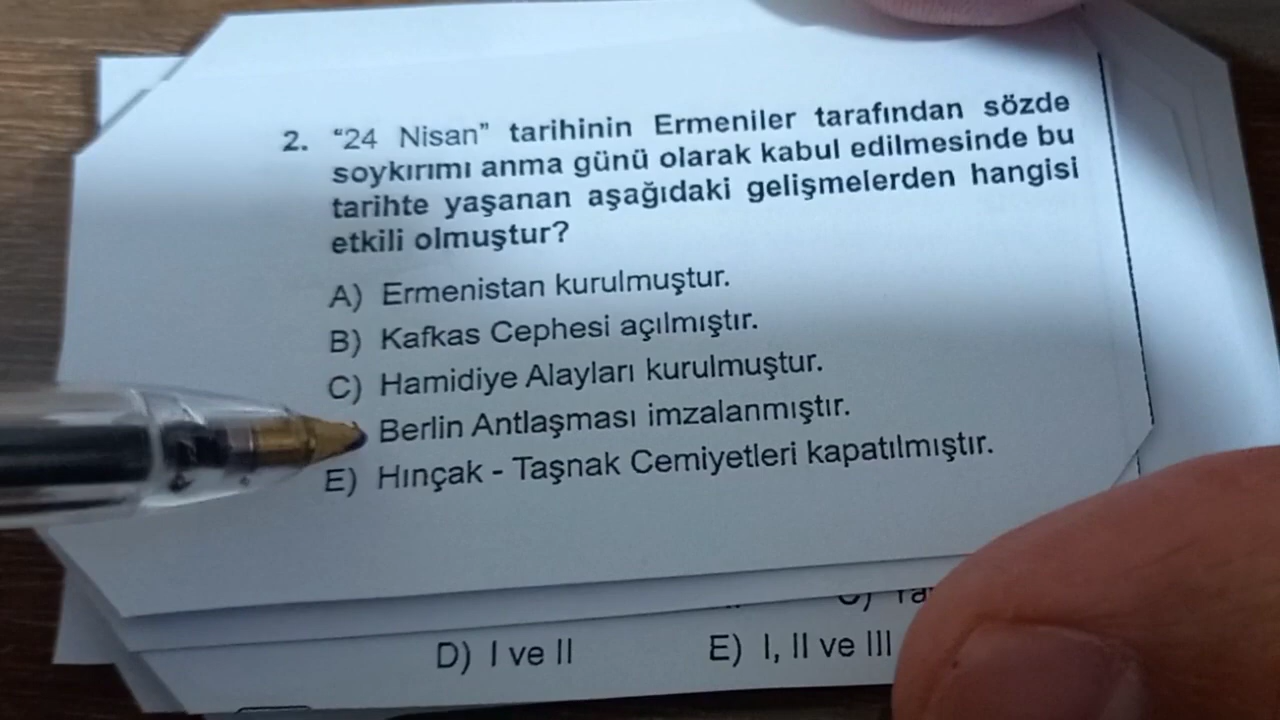 2. “24 Nisan” tarihinin Ermeniler tarafından sözde
soykırımı anma günü olarak kabul edilmesinde bu
tarihte yaşanan aşağıdaki gelişmelerden hangisi
etkili olmuştur?
A) Ermenistan kurulmuştur.
B) Kafkas Cephesi açılmıştır.
C) Hamidiye Alayları kurulmuştur.
Berlin Antlaşması imzalanmıştır.
E) Hınçak - Taşnak Cemiyetleri kapatılmıştır.
D) I ve II E) I, II ve III